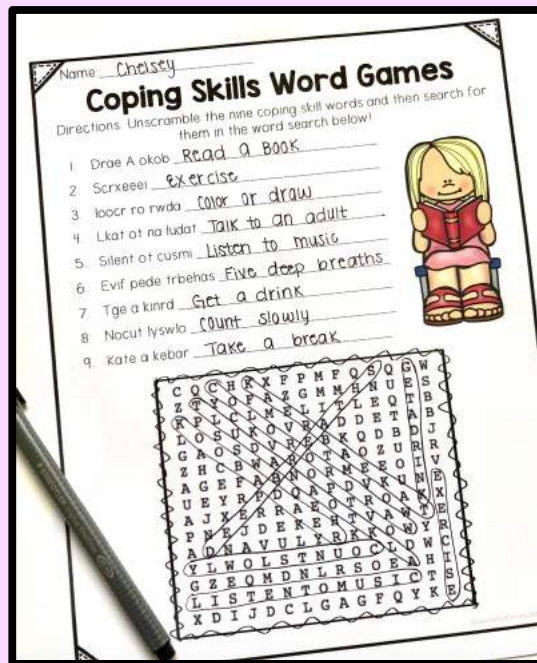 Name: Chelsey
Coping Skills Word Games
Directions: Unscramble the nine coping skill words and then search for
them in the word search below!
1. Drae A okob Read a Book
2. Scrxeeei exercise
3. loocr ro rwda color or draw
4. Lkat ot na ludat Talk to an adult
5. Silent ot cusmi Listen to music
6. Evif pede trbehas Five deep breaths
7. Tge a kinrd Get a drink
8. Nocut lyswlo count slowly
9. Kate a kebar Take a break
C Q C H K X F P M F Q S Q G W
Z T Y O F A Z G M M H N U E S
K P L C L M E L I T L E Q T B
L O S U K O V R A D D E T A B
G A O S D V R E B K Q D B D J
Z H C B W A R O T A O Z U R R
A G E F A B N O R M E E O I V
U E Y R P D Q A P D V K U N E
A J X E R R A E O T R O A K X
P N E J D E K E H T V A W T E
A D N A V U L Y R K K O W Y R
Y L W O L S T N U O C L D W C
G Z E Q M D N L R S O E A H I
L I S T E N T O M U S I C T S
X D I J D C L G A G F Q Y K E